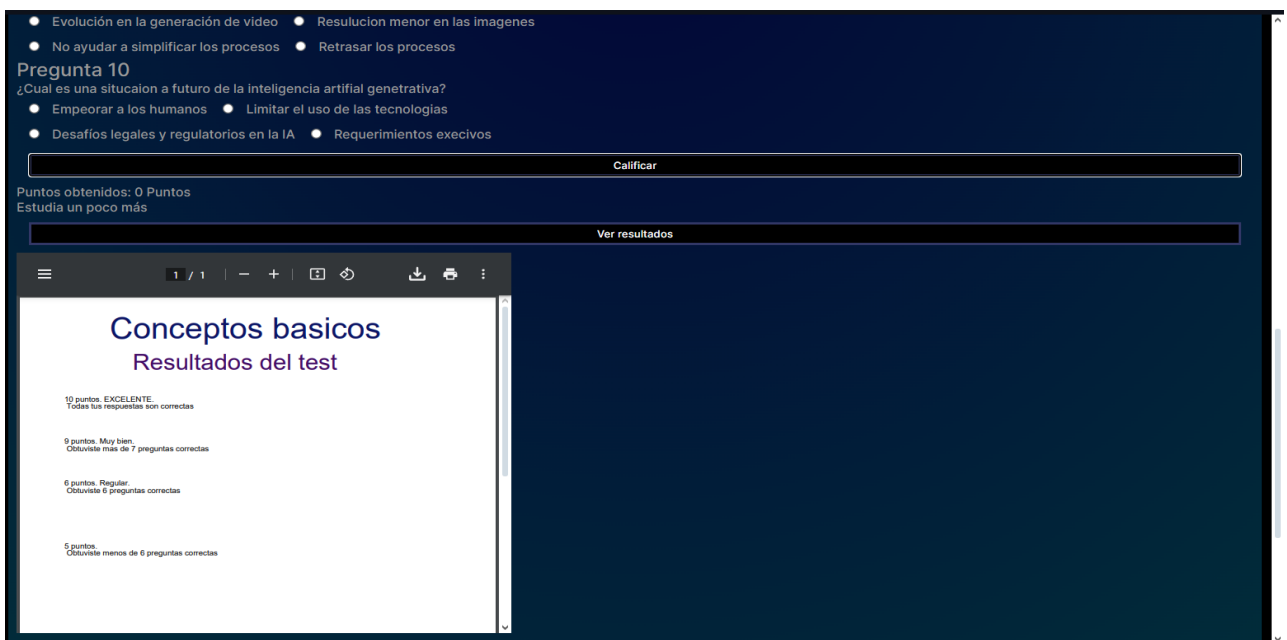 Evolución en la generación de video Resulucion menor en las imagenes
No ayudar a simplificar los procesos Retrasar los procesos
Pregunta 10
¿Cual es una situcaion a futuro de la inteligencia artifial genetrativa?
Empeorar a los humanos Limitar el uso de las tecnologias
Desafíos legales y regulatorios en la IA Requerimientos execivos
Calificar
Puntos obtenidos: 0 Puntos
Estudia un poco más
Ver resultados
1 / 1
Conceptos basicos
Resultados del test
10 puntos. EXCELENTE.
Todas tus respuestas son correctas
9 puntos. Muy bien.
Obtuviste mas de 7 preguntas correctas
6 puntos. Regular.
Obtuviste 6 preguntas correctas
5 puntos.
Obtuviste menos de 6 preguntas correctas